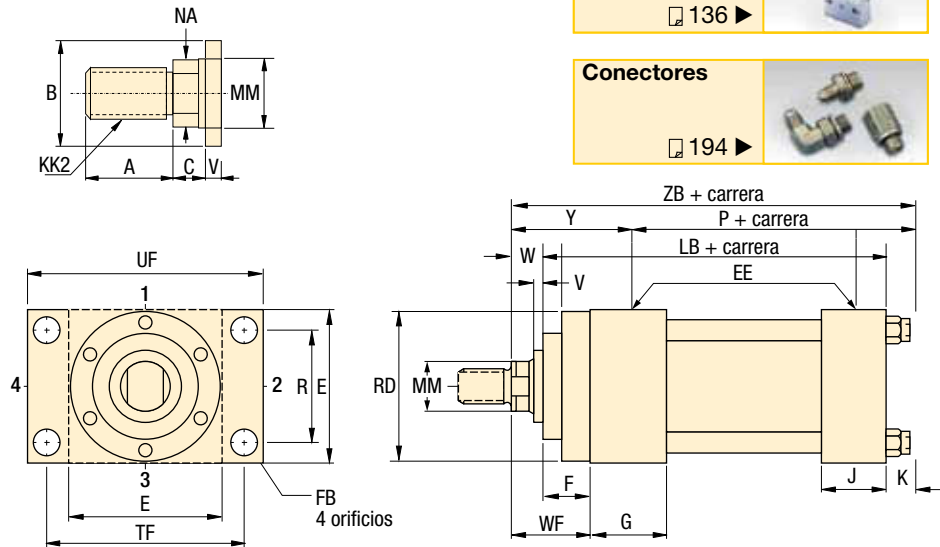 136 ►
Conectores
194 ►
NA
B
MM
KK2
A
C
V
UF
1
4
2
R
E
3
E
TF
FB
4 orificios
ZB + carrera
Y
P + carrera
LB + carrera
W
EE
V
RD
MM
F
J
K
WF
G